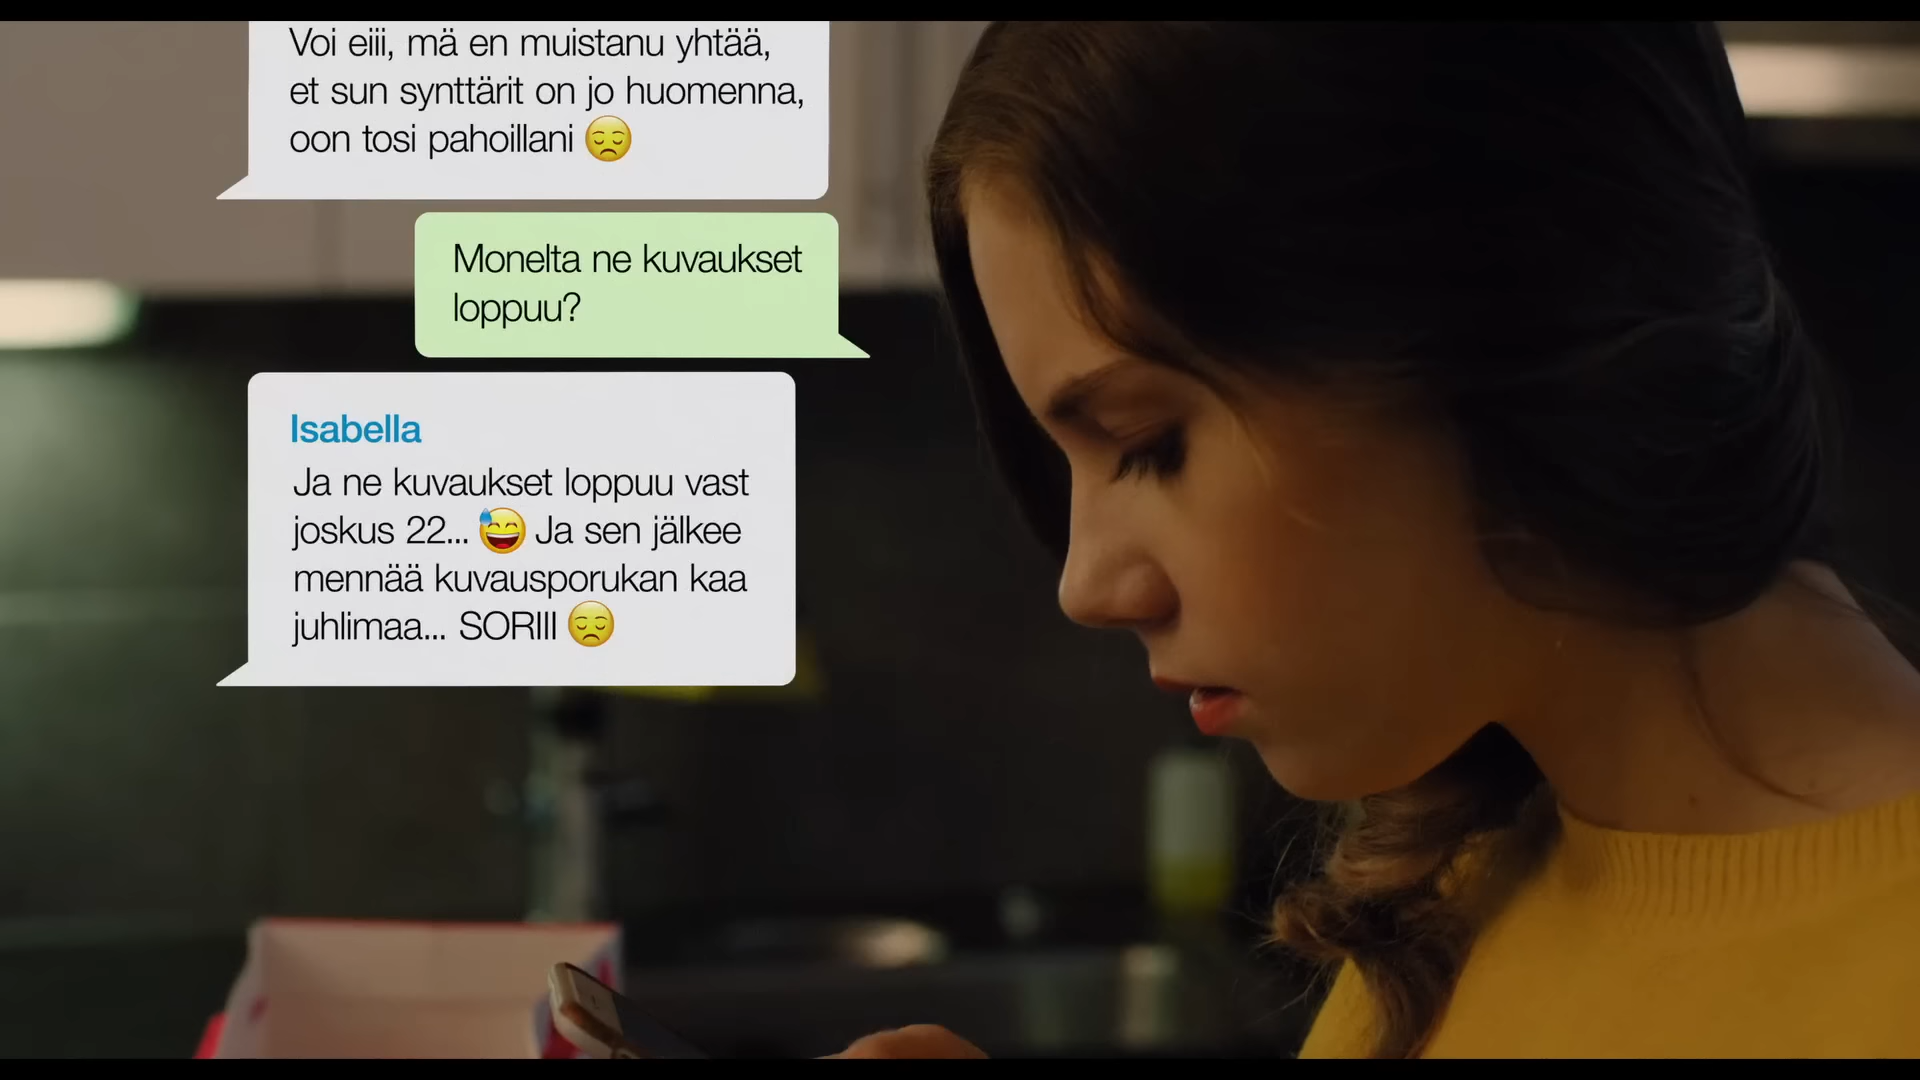 Voi eiii, mä en muistanu yhtää,
et sun synttärit on jo huomenna,
oon tosi pahoillani 😞
Monelta ne kuvaukset
loppuu?
Isabella
Ja ne kuvaukset loppuu vast
joskus 22... 😅 Ja sen jälkee
mennää kuvausporukan kaa
juhlimaa... SORIII 😞